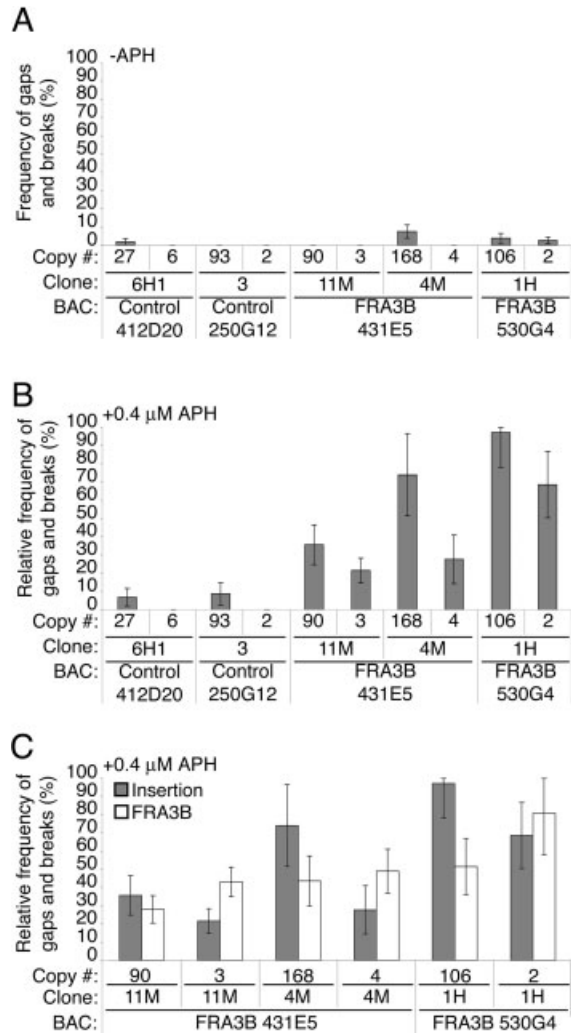 A
-APH
Frequency of gaps
and breaks (%)
100
90
80
70
60
50
40
30
20
10
0
Copy #: 27 6 93 2 90 3 168 4 106 2
Clone: 6H1 3 11M 4M 1H
BAC: Control Control FRA3B FRA3B
412D20 250G12 431E5 530G4
B
+0.4 μM APH
Relative frequency of
gaps and breaks (%)
100
90
80
70
60
50
40
30
20
10
0
Copy #: 27 6 93 2 90 3 168 4 106 2
Clone: 6H1 3 11M 4M 1H
BAC: Control Control FRA3B FRA3B
412D20 250G12 431E5 530G4
C
+0.4 μM APH
Relative frequency of
gaps and breaks (%)
100
90
80
70
60
50
40
30
20
10
0
Insertion
FRA3B
Copy #: 90 3 168 4 106 2
Clone: 11M 11M 4M 4M 1H 1H
BAC: FRA3B 431E5 FRA3B 530G4